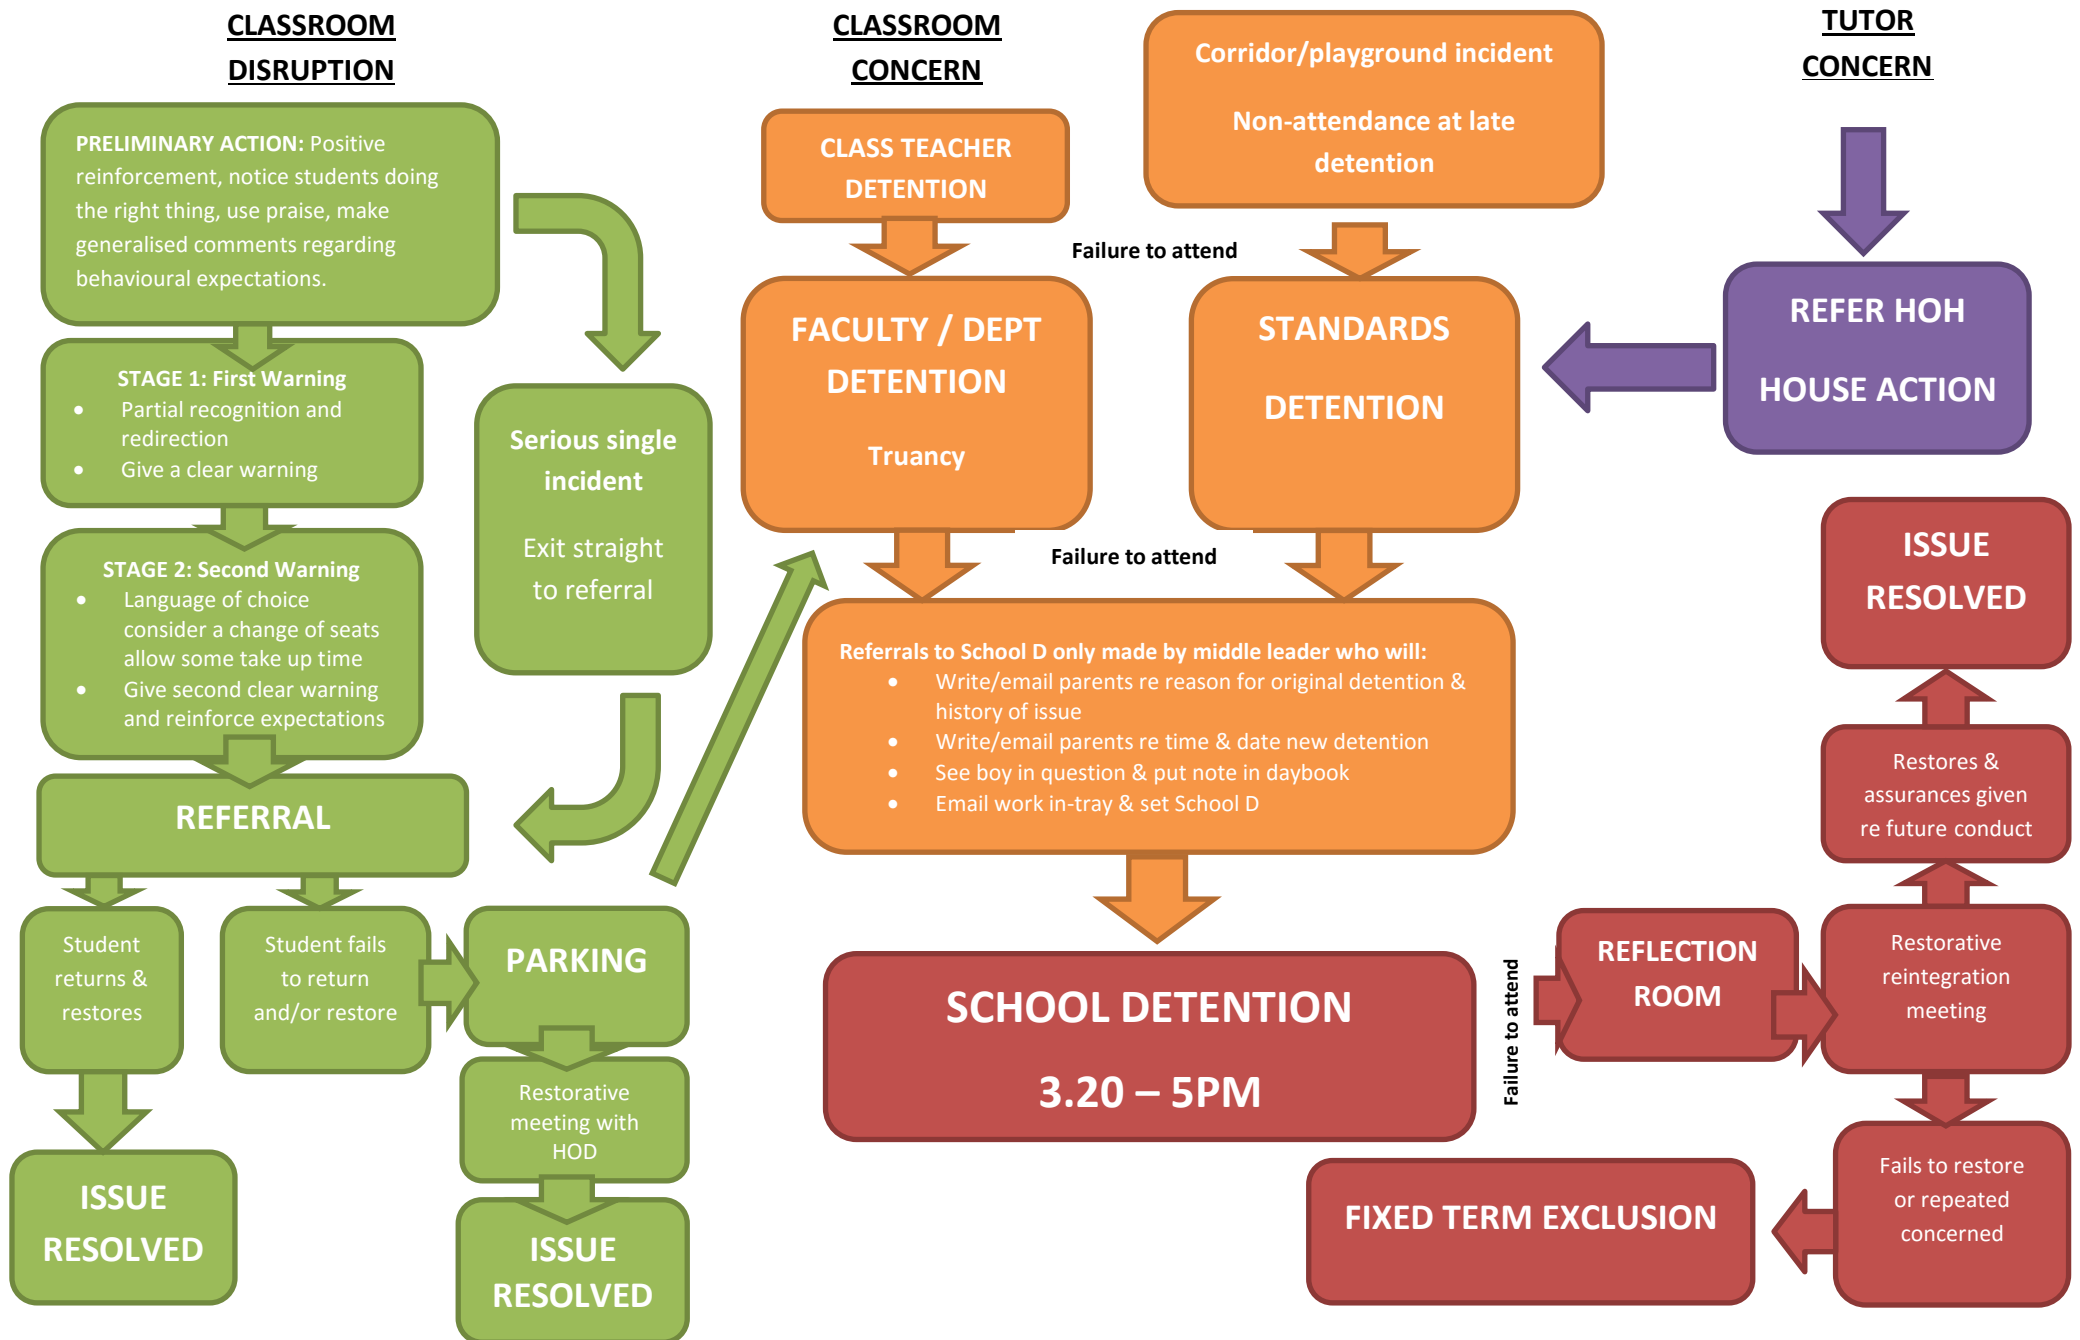 CLASSROOM
DISRUPTION
PRELIMINARY ACTION: Positive
reinforcement, notice students doing
the right thing, use praise, make
generalised comments regarding
behavioural expectations.
STAGE 1: First Warning
• Partial recognition and
redirection
• Give a clear warning
STAGE 2: Second Warning
• Language of choice
consider a change of seats
allow some take up time
• Give second clear warning
and reinforce expectations
Serious single
incident
Exit straight
to referral
REFERRAL
Student
returns &
restores
Student fails
to return
and/or restore
PARKING
Restorative
meeting with
HOD
ISSUE
RESOLVED
ISSUE
RESOLVED
CLASSROOM
CONCERN
CLASS TEACHER
DETENTION
Corridor/playground incident
Non-attendance at late
detention
Failure to attend
FACULTY / DEPT
DETENTION
Truancy
STANDARDS
DETENTION
Failure to attend
Referrals to School D only made by middle leader who will:
• Write/email parents re reason for original detention &
history of issue
• Write/email parents re time & date new detention
• See boy in question & put note in daybook
• Email work in-tray & set School D
SCHOOL DETENTION
3.20 – 5PM
TUTOR
CONCERN
REFER HOH
HOUSE ACTION
Failure to attend
REFLECTION
ROOM
Restorative
reintegration
meeting
Restores &
assurances given
re future conduct
ISSUE
RESOLVED
Fails to restore
or repeated
concerned
FIXED TERM EXCLUSION